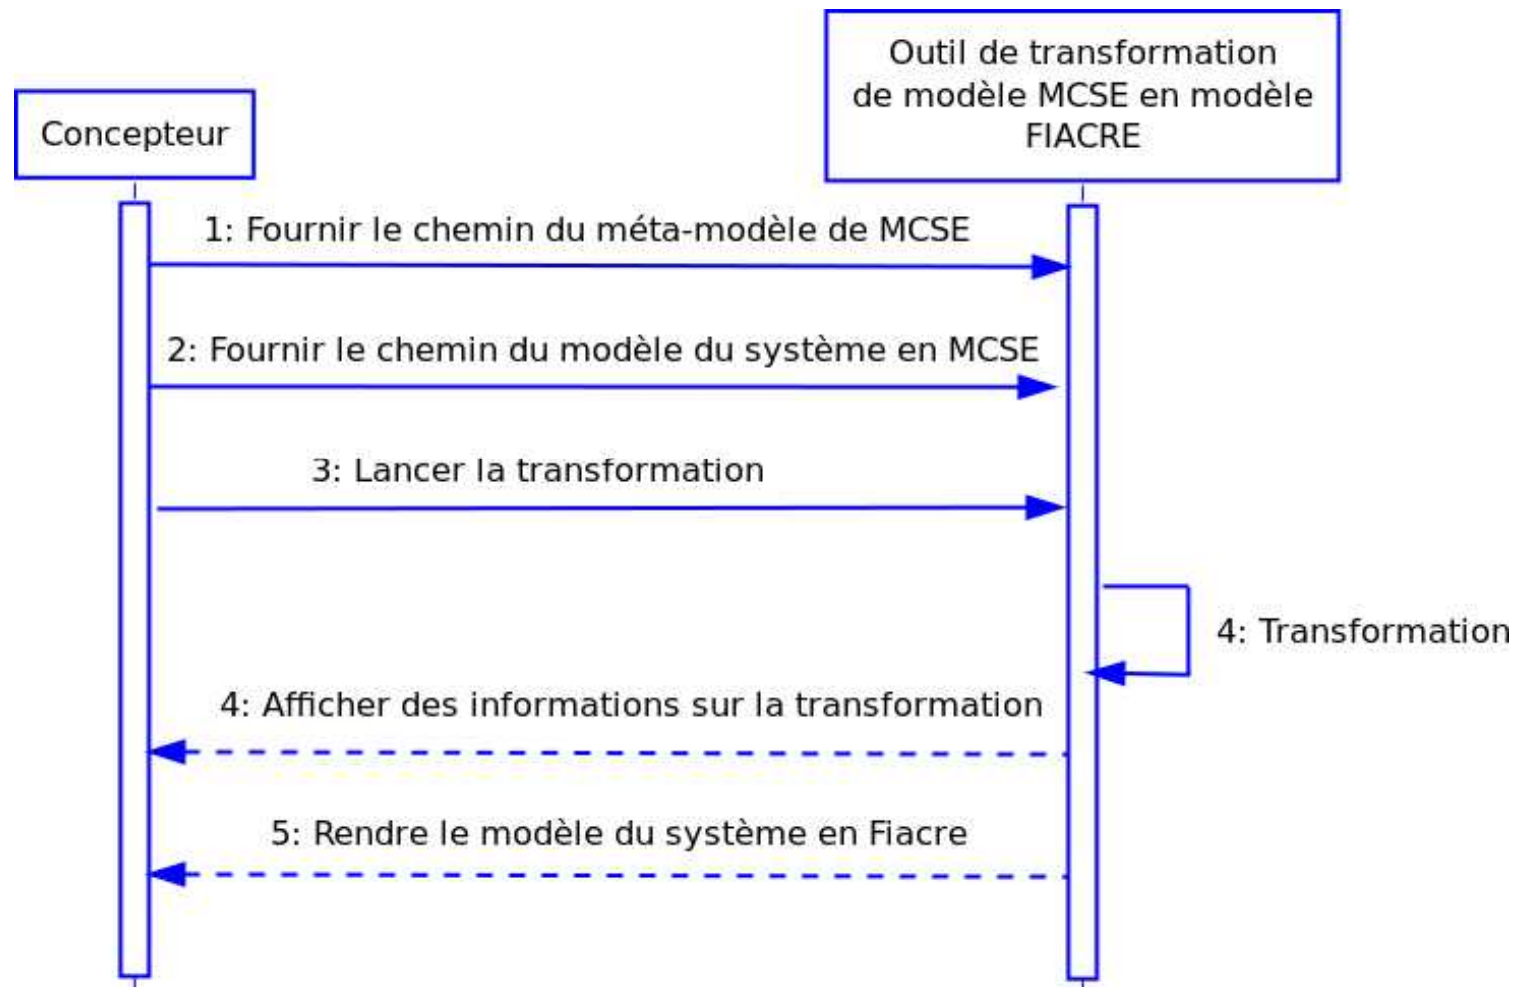 Outil de transformation
de modèle MCSE en modèle
FIACRE
Concepteur
1: Fournir le chemin du méta-modèle de MCSE
2: Fournir le chemin du modèle du système en MCSE
3: Lancer la transformation
4: Transformation
4: Afficher des informations sur la transformation
5: Rendre le modèle du système en Fiacre